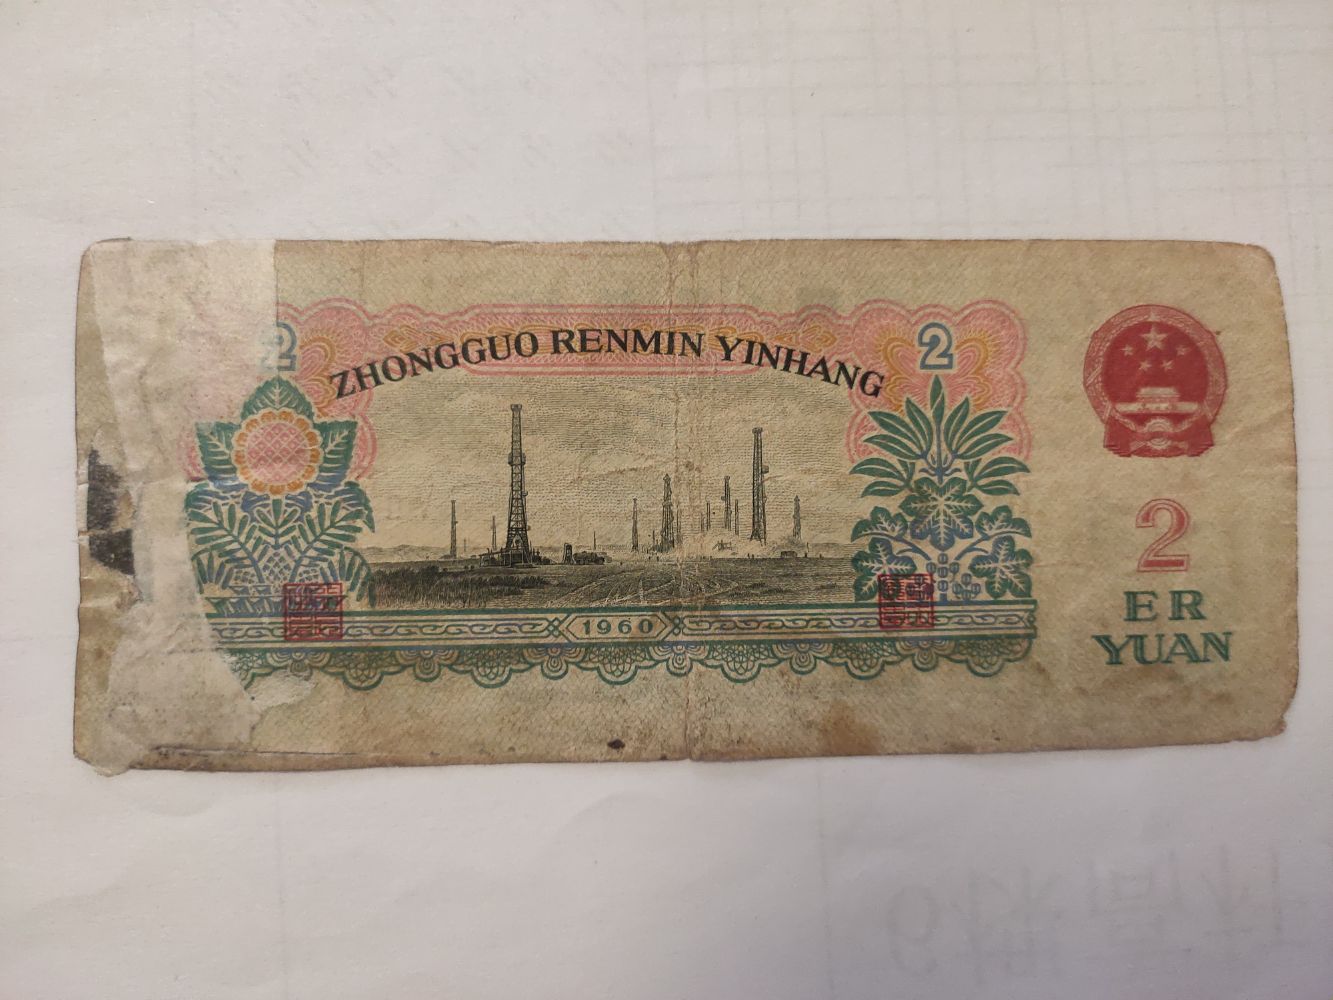 2
ZHONGGUO RENMIN YINHANG
2
2
ER
YUAN
1960